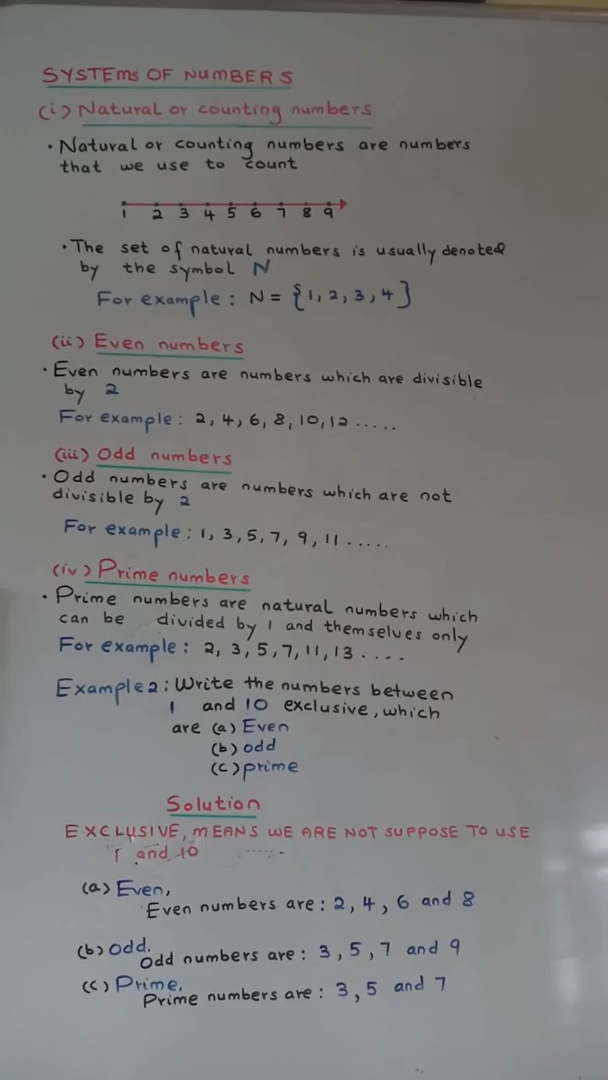 SYSTEMS OF NUMBERS
(i) Natural or counting numbers
• Natural or counting numbers are numbers
that we use to count
1 2 3 4 5 6 7 8 9
• The set of natural numbers is usually denoted
by the symbol N
For example : N = {1, 2, 3, 4}
(ii) Even numbers
• Even numbers are numbers which are divisible
by 2
For example : 2, 4, 6, 8, 10, 12 .....
(iii) Odd numbers
• Odd numbers are numbers which are not
divisible by 2
For example : 1, 3, 5, 7, 9, 11 .....
(iv) Prime numbers
• Prime numbers are natural numbers which
can be divided by 1 and themselves only
For example : 2, 3, 5, 7, 11, 13 ....
Example 2 : Write the numbers between
1 and 10 exclusive, which
are (a) Even
(b) odd
(c) prime
Solution
EXCLUSIVE, MEANS WE ARE NOT SUPPOSE TO USE
1 and 10 .....
(a) Even,
Even numbers are : 2, 4, 6 and 8
(b) Odd.
Odd numbers are : 3, 5, 7 and 9
(c) Prime.
Prime numbers are : 3, 5 and 7